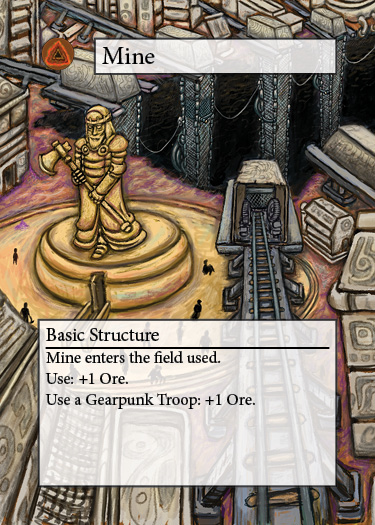 Mine
Basic Structure
Mine enters the field used.
Use: +1 Ore.
Use a Gearpunk Troop: +1 Ore.